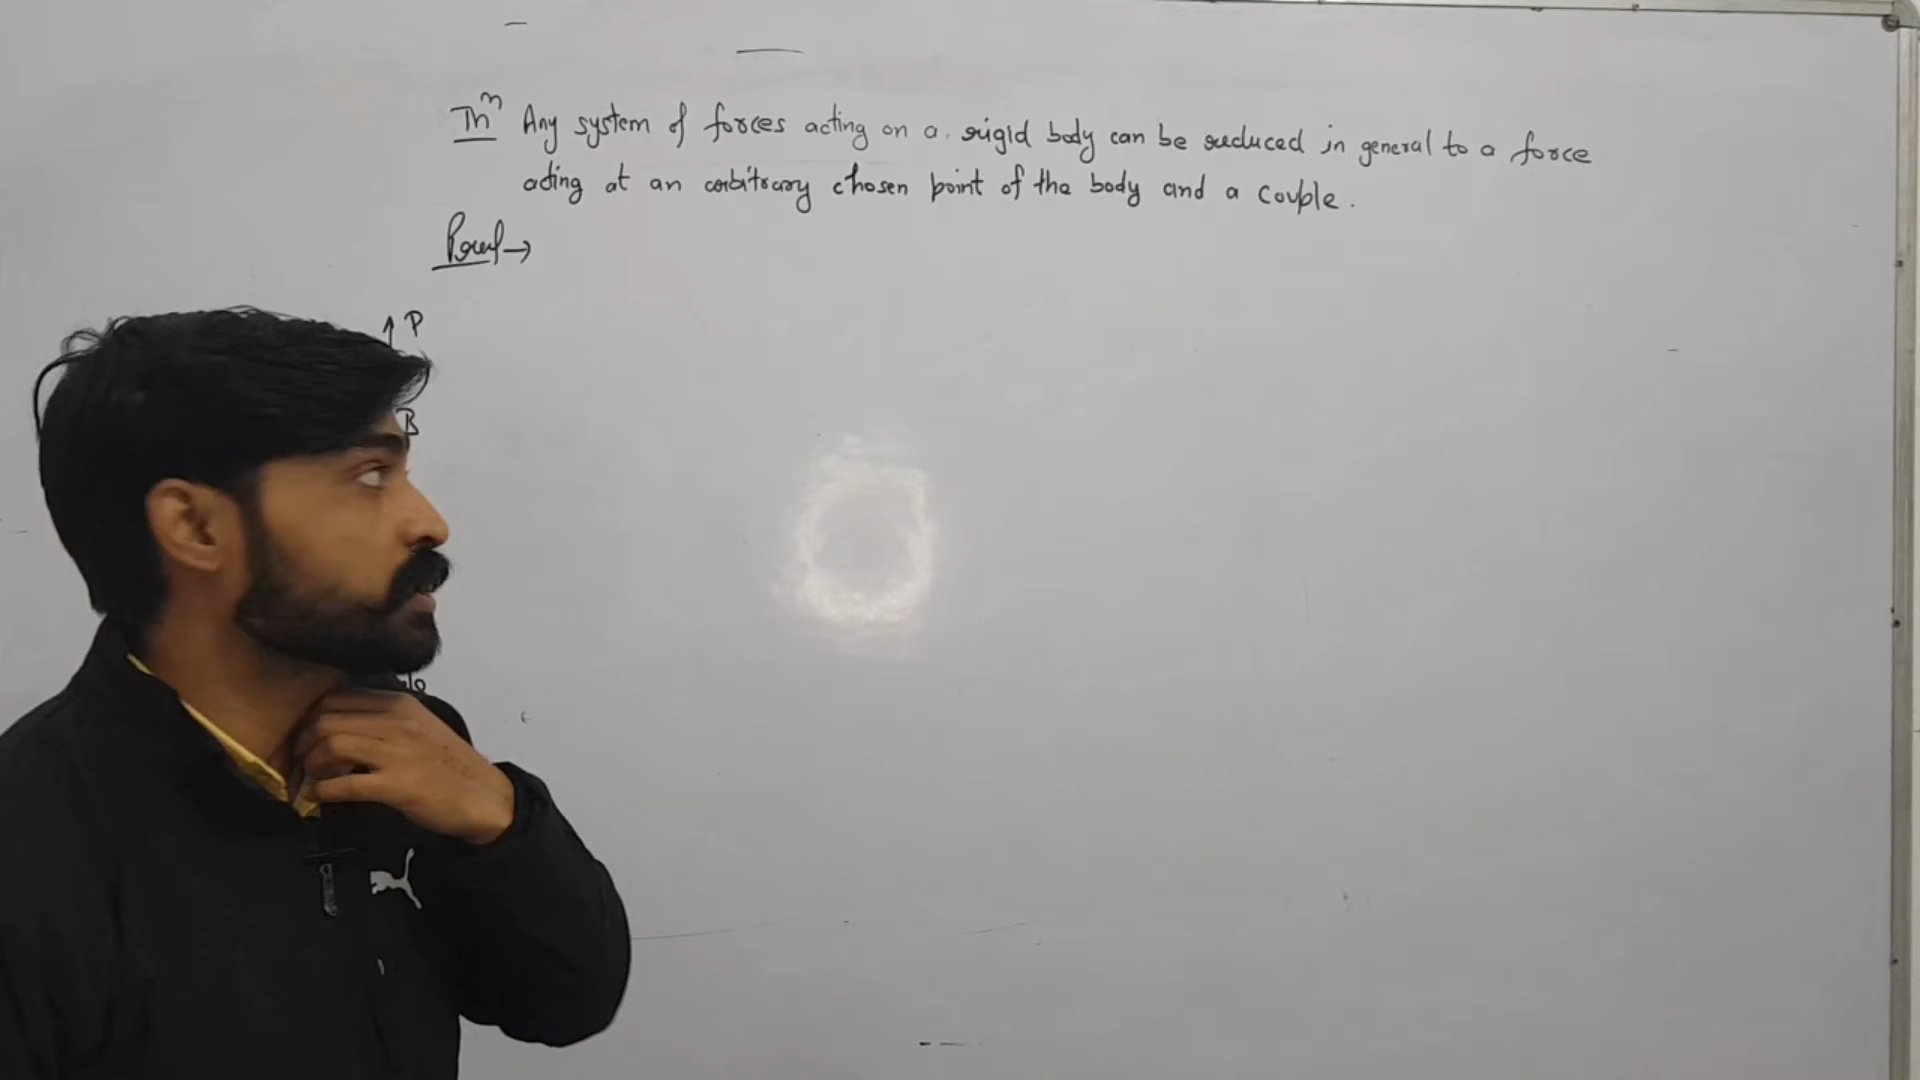 Thm Any system of forces acting on a rigid body can be reduced in general to a force
acting at an arbitrary chosen point of the body and a couple.
Proof →
P
B